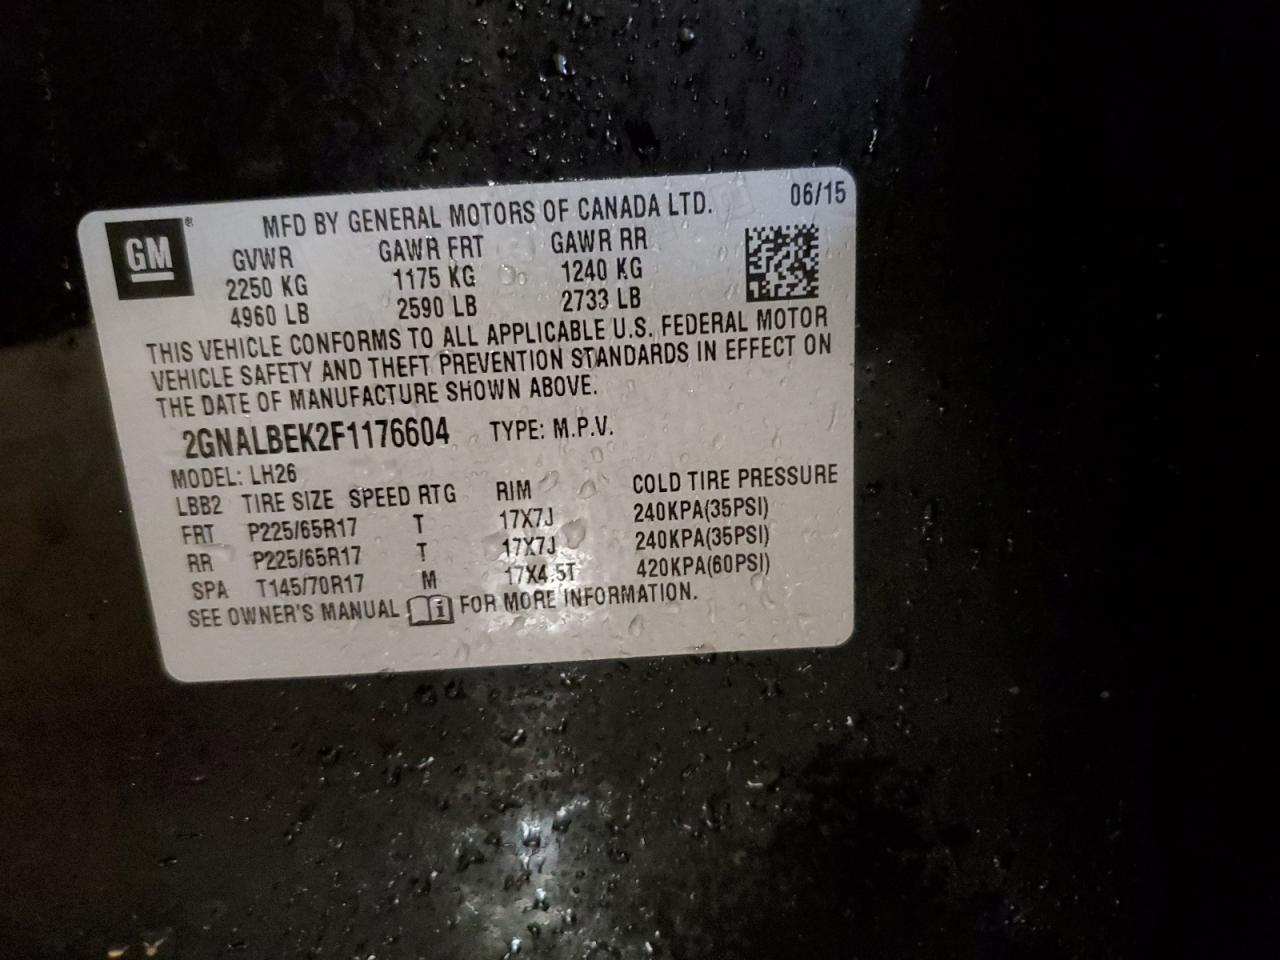 GM ® MFD BY GENERAL MOTORS OF CANADA LTD. 06/15
GVWR GAWR FRT GAWR RR
2250 KG 1175 KG 1240 KG
4960 LB 2590 LB 2733 LB
THIS VEHICLE CONFORMS TO ALL APPLICABLE U.S. FEDERAL MOTOR
VEHICLE SAFETY AND THEFT PREVENTION STANDARDS IN EFFECT ON
THE DATE OF MANUFACTURE SHOWN ABOVE.
2GNALBEK2F1176604 TYPE: M.P.V.
MODEL: LH26
LBB2 TIRE SIZE SPEED RTG RIM COLD TIRE PRESSURE
FRT P225/65R17 T 17X7J 240KPA(35PSI)
RR P225/65R17 T 17X7J 240KPA(35PSI)
SPA T145/70R17 M 17X4.5T 420KPA(60PSI)
SEE OWNER'S MANUAL i FOR MORE INFORMATION.